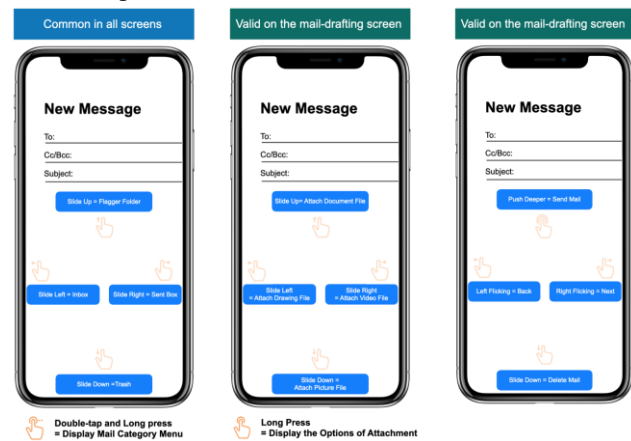 Common in all screens
New Message
To:
Cc/Bcc:
Subject:
Slide Up = Flagger Folder
Slide Left = Inbox
Slide Right = Sent Box
Slide Down =Trash
Double-tap and Long press
= Display Mail Category Menu
Valid on the mail-drafting screen
New Message
To:
Cc/Bcc:
Subject:
Slide Up= Attach Document File
Slide Left
= Attach Drawing File
Slide Right
= Attach Video File
Slide Down =
Attach Picture File
Long Press
= Display the Options of Attachment
Valid on the mail-drafting screen
New Message
To:
Cc/Bcc:
Subject:
Push Deeper = Send Mail
Left Flicking = Back
Right Flicking = Next
Slide Down = Delete Mail